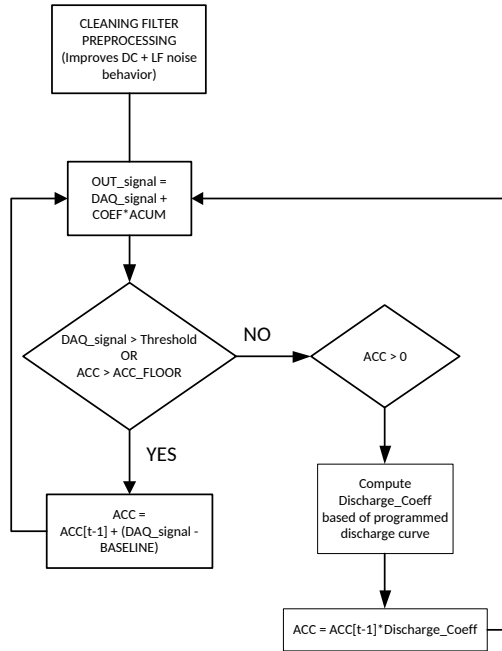 CLEANING FILTER
PREPROCESSING
(Improves DC + LF noise
behavior)
OUT_signal =
DAQ_signal +
COEF*ACUM
DAQ_signal > Threshold
OR
ACC > ACC_FLOOR
NO
ACC > 0
YES
ACC =
ACC[t-1] + (DAQ_signal -
BASELINE)
Compute
Discharge_Coeff
based of programmed
discharge curve
ACC = ACC[t-1]*Discharge_Coeff